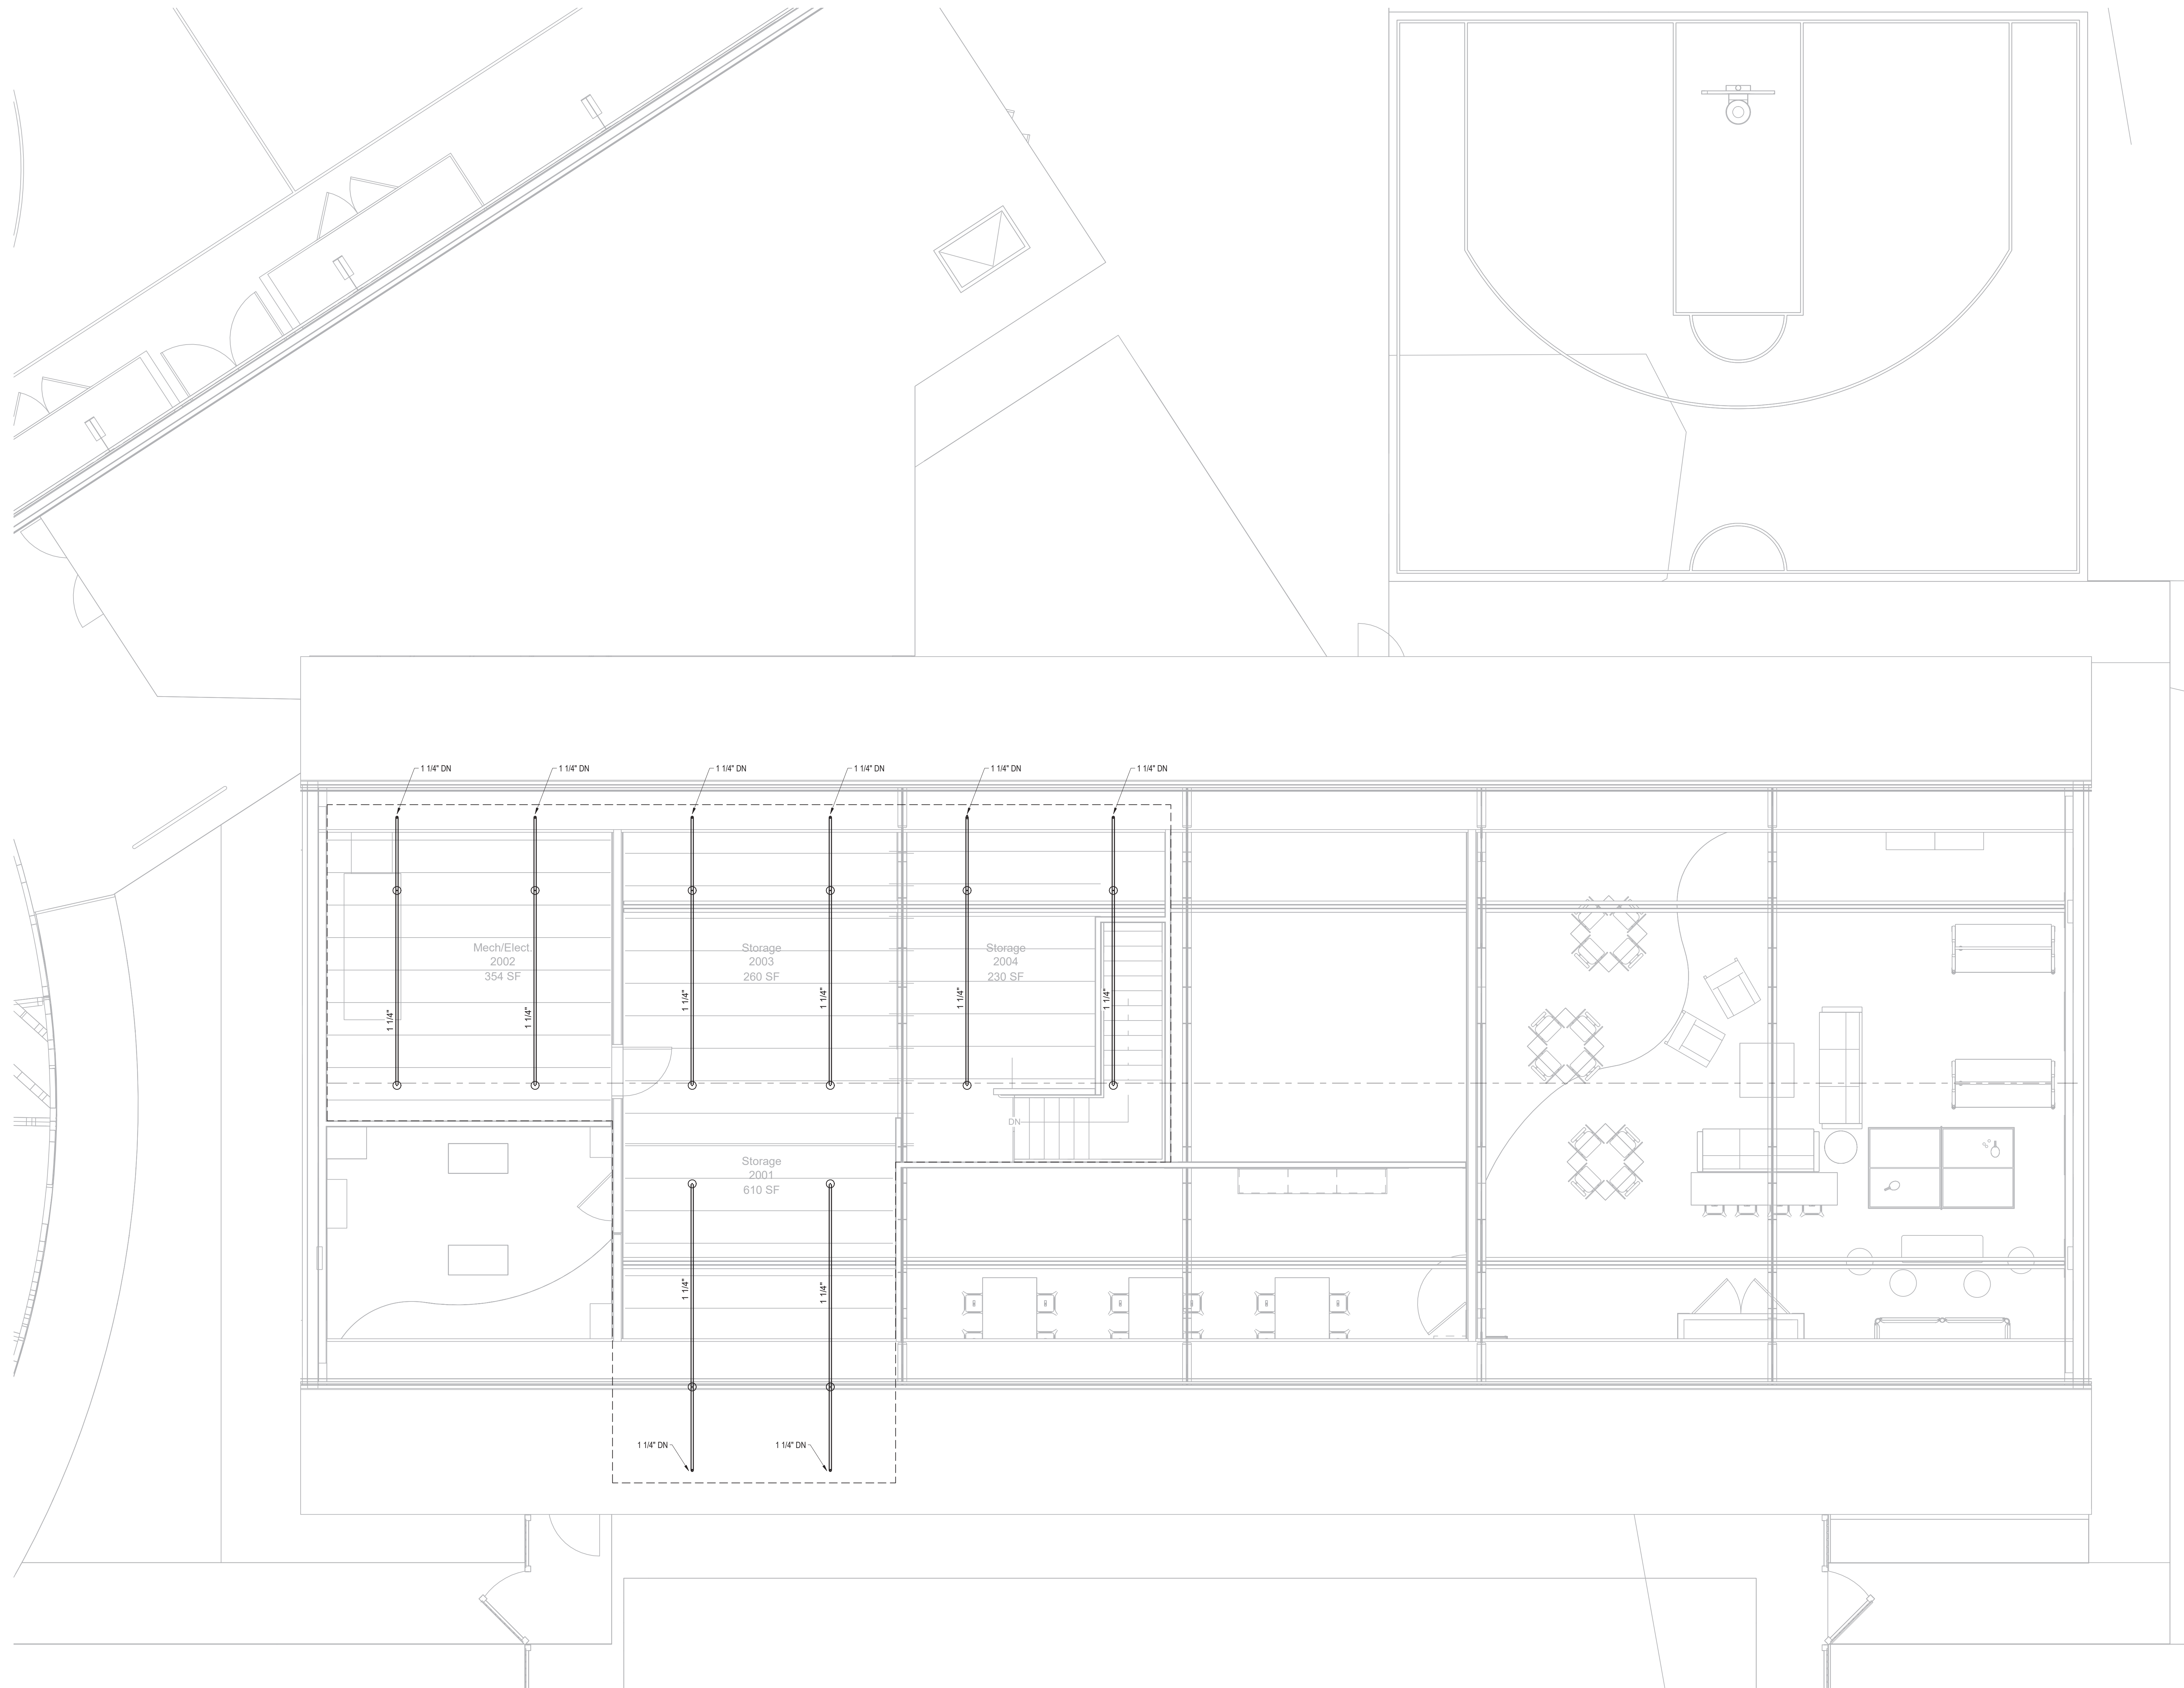 1 1/4" DN
1 1/4" DN
1 1/4" DN
1 1/4" DN
1 1/4" DN
1 1/4" DN
Mech/Elect.
2002
354 SF
Storage
2003
260 SF
Storage
2004
230 SF
1 1/4"
1 1/4"
1 1/4"
1 1/4"
1 1/4"
1 1/4"
DN
Storage
2001
610 SF
1 1/4"
1 1/4"
1 1/4" DN
1 1/4" DN